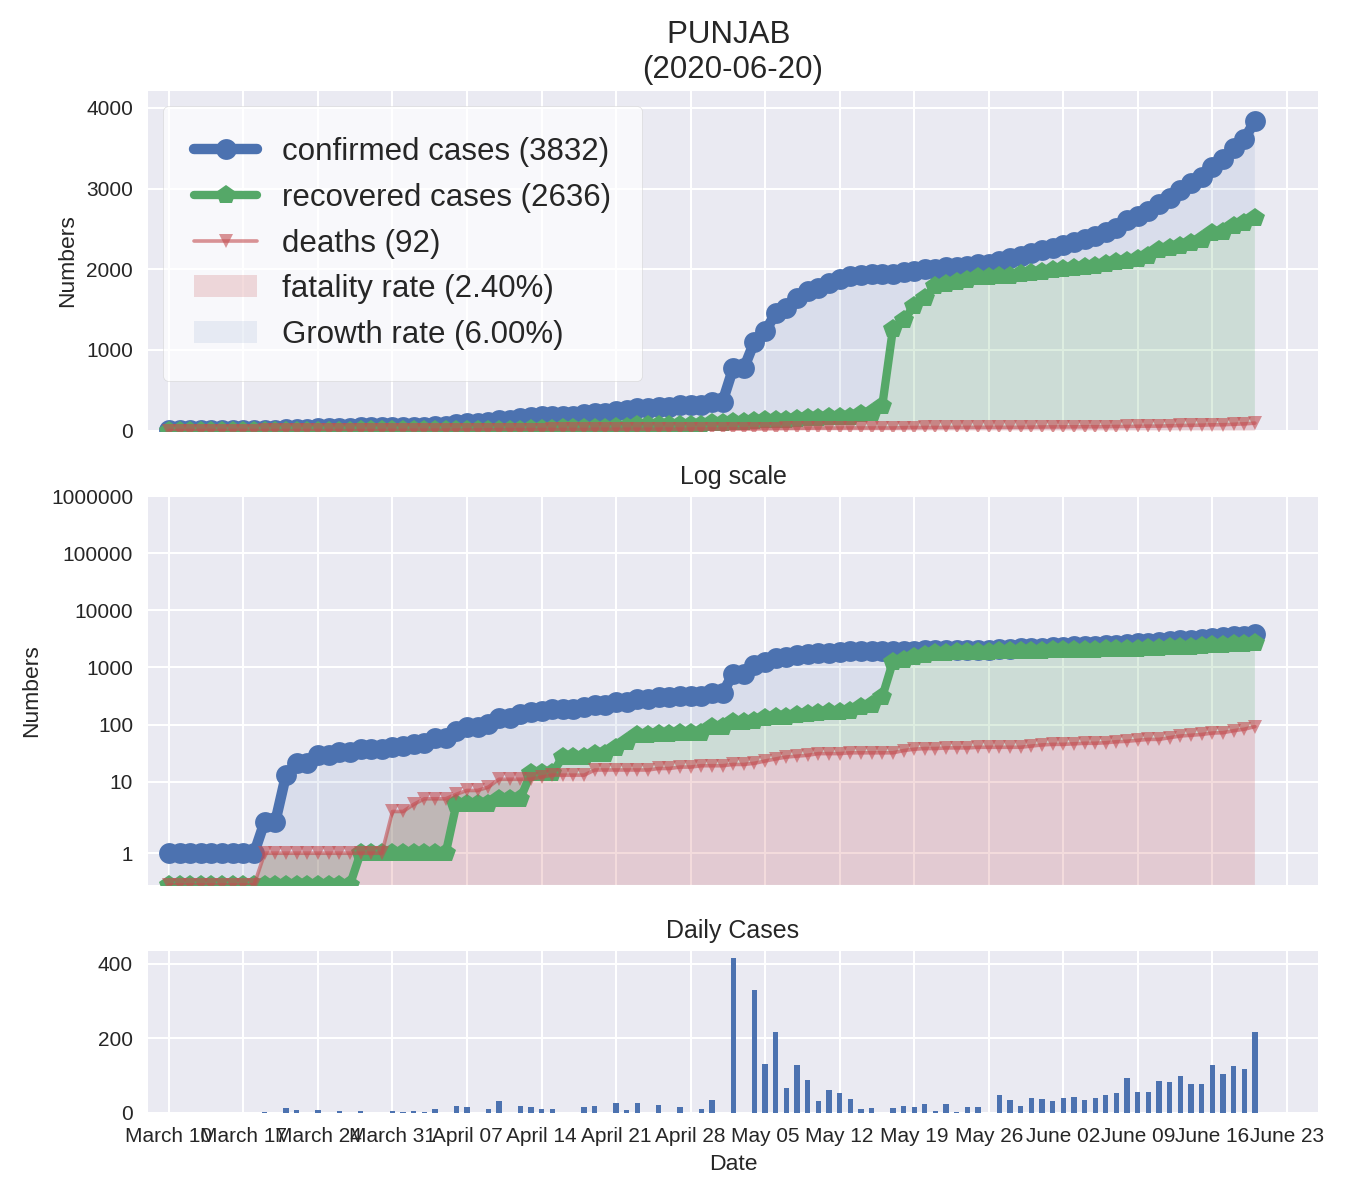 PUNJAB
(2020-06-20)
Numbers
4000
3000
2000
1000
0
confirmed cases (3832)
recovered cases (2636)
deaths (92)
fatality rate (2.40%)
Growth rate (6.00%)
Log scale
Numbers
1000000
100000
10000
1000
100
10
1
Daily Cases
400
200
0
March 10 March 17 March 24 March 31 April 07 April 14 April 21 April 28 May 05 May 12 May 19 May 26 June 02 June 09 June 16 June 23
Date